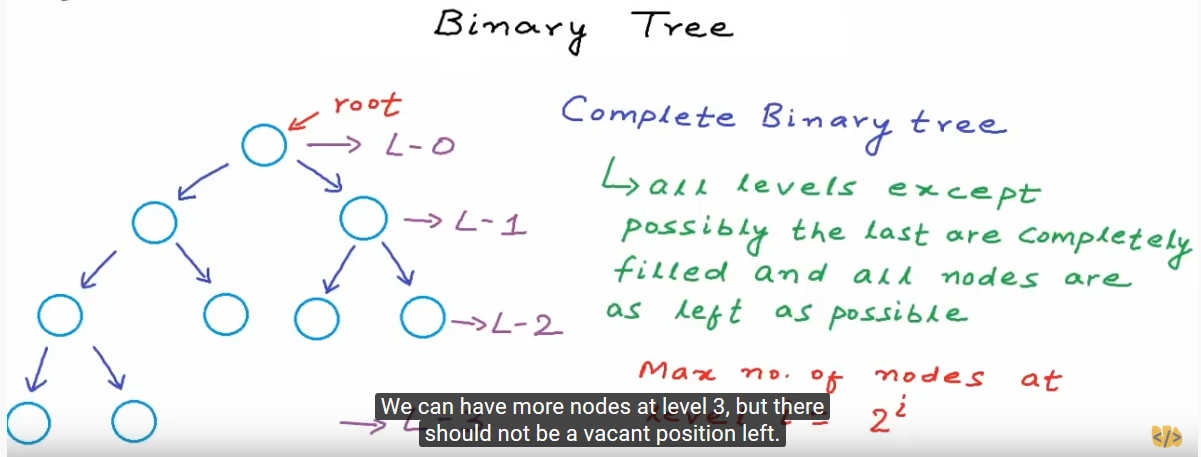 Binary Tree
root
L-0
Complete Binary tree
all levels except
L-1
possibly the last are completely
filled and all nodes are
L-2
as left as possible
Max no. of nodes at
We can have more nodes at level 3, but there
should not be a vacant position left.
= 2^i
</>